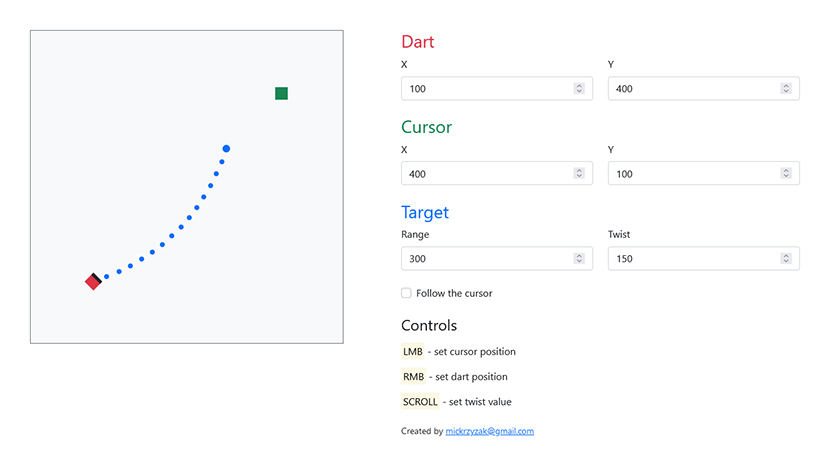 Dart
X Y
100 400
Cursor
X Y
400 100
Target
Range Twist
300 150
Follow the cursor
Controls
LMB - set cursor position
RMB - set dart position
SCROLL - set twist value
Created by mickrzyzak@gmail.com